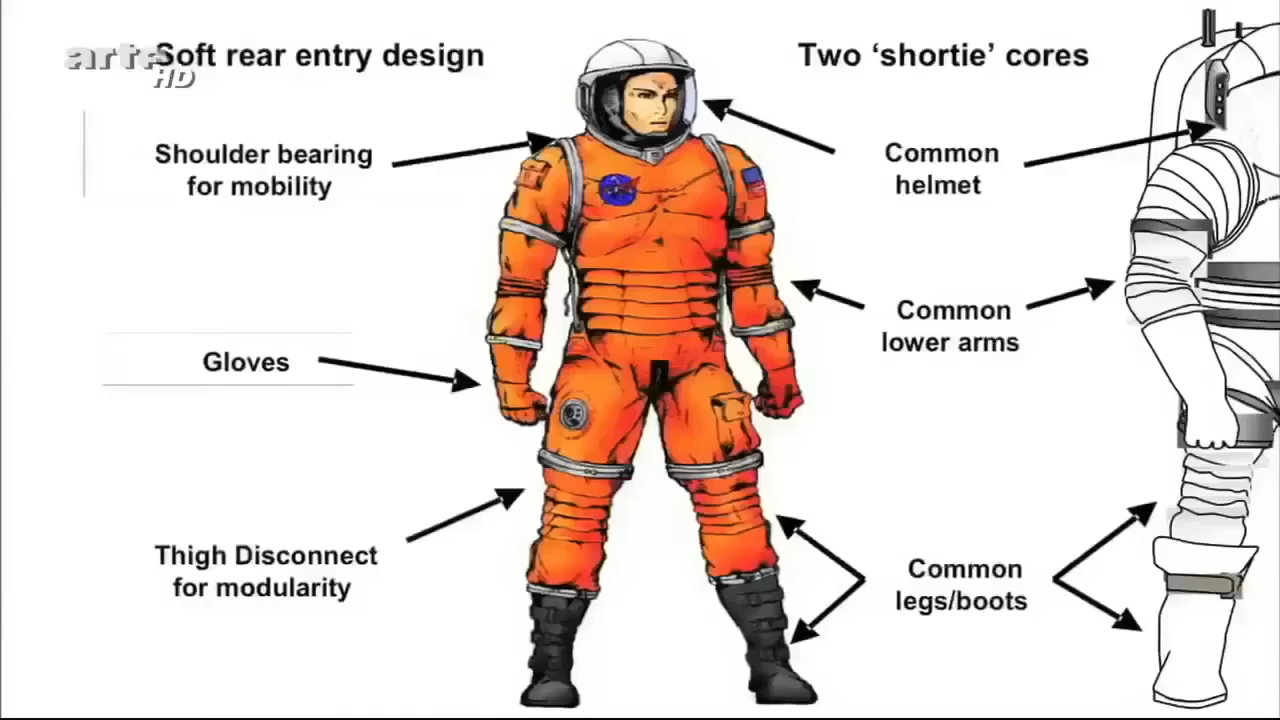 arte
HD
Soft rear entry design
Two ‘shortie’ cores
Shoulder bearing
for mobility
Common
helmet
Common
lower arms
Gloves
Thigh Disconnect
for modularity
Common
legs/boots